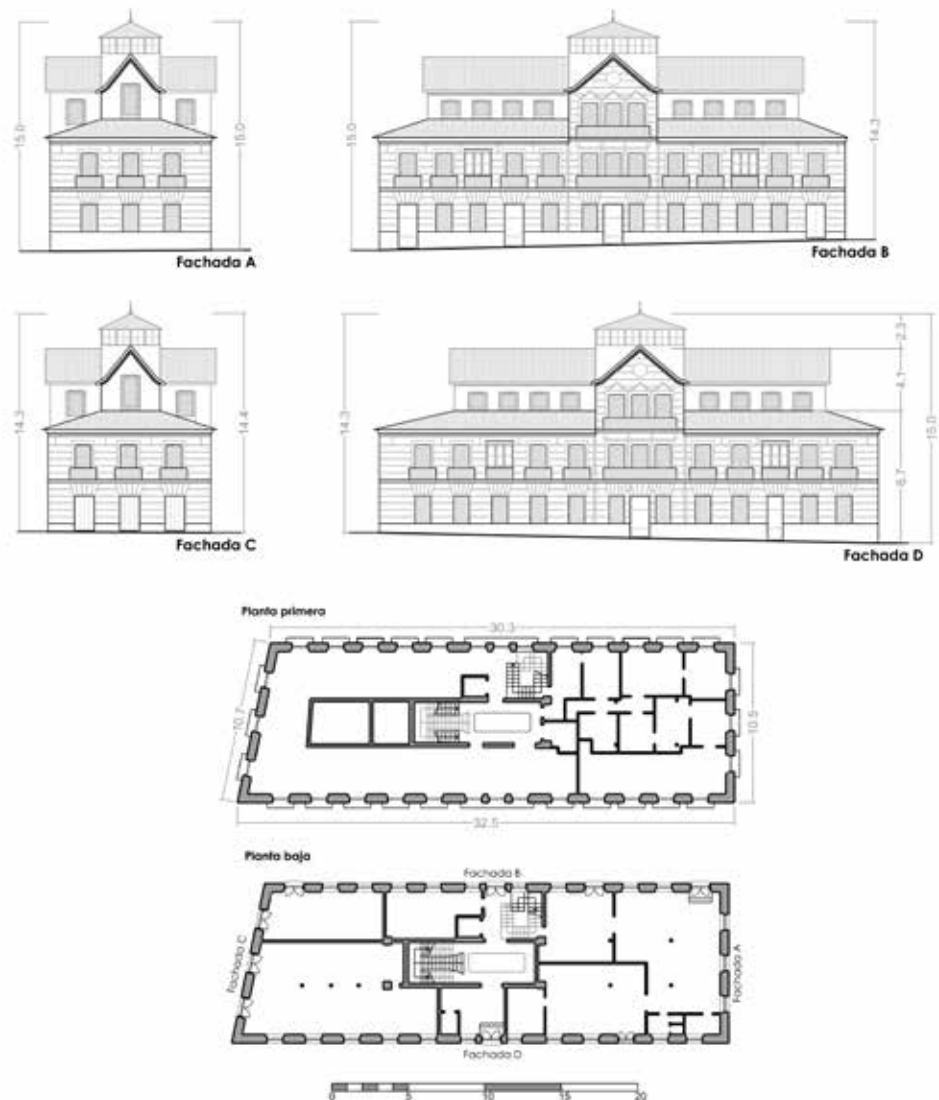 15.0
15.0
Fachada A
15.0
14.3
Fachada B
14.3
14.4
Fachada C
14.3
2.3
4.1
8.7
15.0
Fachada D
Planta primera
30.3
10.7
10.5
32.5
Planta baja
Fachada B
Fachada C
Fachada A
Fachada D
0 5 10 15 20